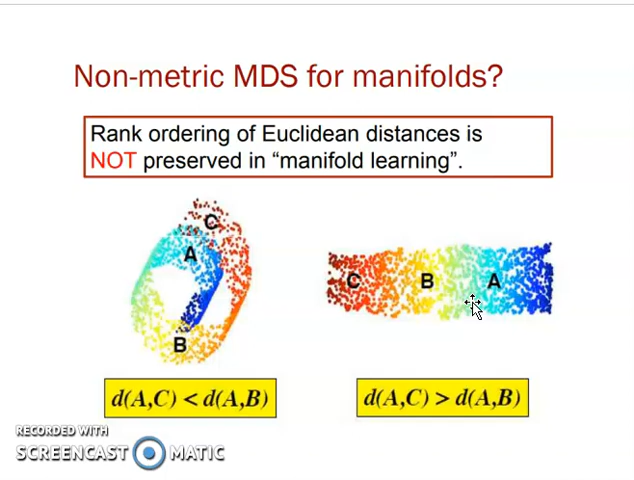 Non-metric MDS for manifolds?
Rank ordering of Euclidean distances is
NOT preserved in “manifold learning”.
C
A
B
C B A
d(A,C) < d(A,B)
d(A,C) > d(A,B)
RECORDED WITH
SCREENCAST MATIC